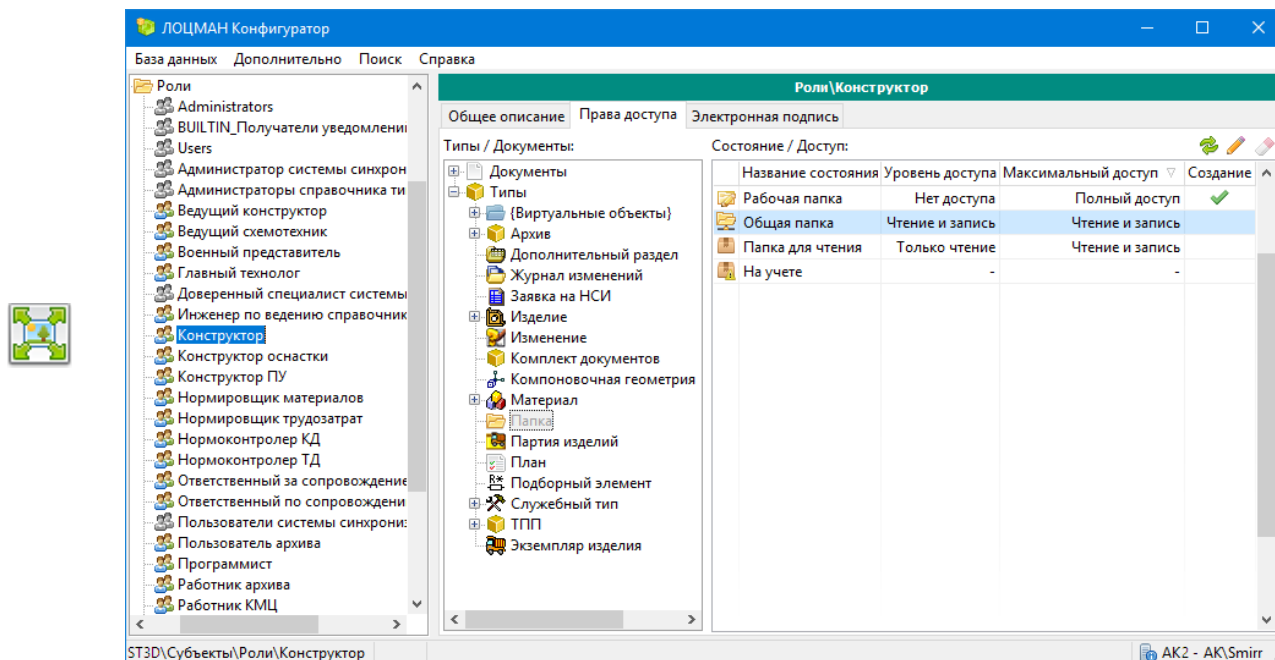 ЛОЦМАН Конфигуратор
База данных Дополнительно Поиск Справка
Роли
Administrators
BUILTIN_Получатели уведомлени
Users
Администратор системы синхрон
Администраторы справочника ти
Ведущий конструктор
Ведущий схемотехник
Военный представитель
Главный технолог
Доверенный специалист системы
Инженер по ведению справочник
Конструктор
Конструктор оснастки
Конструктор ПУ
Нормировщик материалов
Нормировщик трудозатрат
Нормоконтролер КД
Нормоконтролер ТД
Ответственный за сопровождение
Ответственный по сопровождени
Пользователи системы синхрониз
Пользователь архива
Программист
Работник архива
Работник КМЦ
Роли\Конструктор
Общее описание Права доступа Электронная подпись
Типы / Документы:
Документы
Типы
{Виртуальные объекты}
Архив
Дополнительный раздел
Журнал изменений
Заявка на НСИ
Изделие
Изменение
Комплект документов
Компоновочная геометрия
Материал
Папка
Партия изделий
План
Подборный элемент
Служебный тип
ТПП
Экземпляр изделия
Состояние / Доступ:
Название состояния Уровень доступа Максимальный доступ Создание
Рабочая папка Нет доступа Полный доступ
Общая папка Чтение и запись Чтение и запись
Папка для чтения Только чтение Чтение и запись
На учете - -
ST3D\Субъекты\Роли\Конструктор AK2 - AK\Smirr